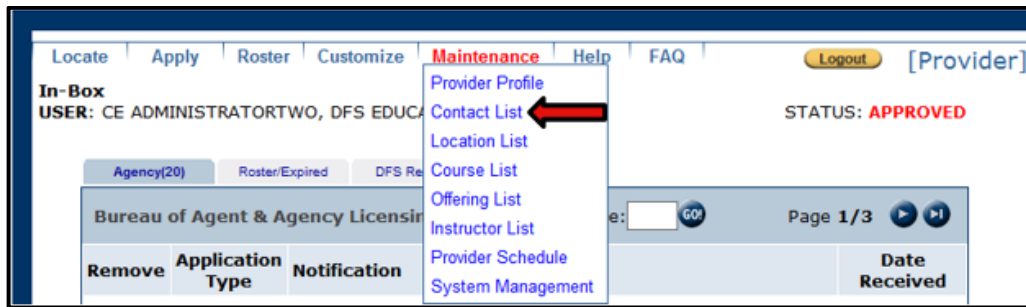 Locate Apply Roster Customize Maintenance Help FAQ Logout [Provider]
In-Box
USER: CE ADMINISTRATORTWO, DFS EDUCA STATUS: APPROVED
Provider Profile
Contact List
Location List
Course List
Offering List
Instructor List
Provider Schedule
System Management
Agency(20) Roster/Expired DFS Re
Bureau of Agent & Agency Licensin e: GO! Page 1/3
Remove Application Type Notification Date Received